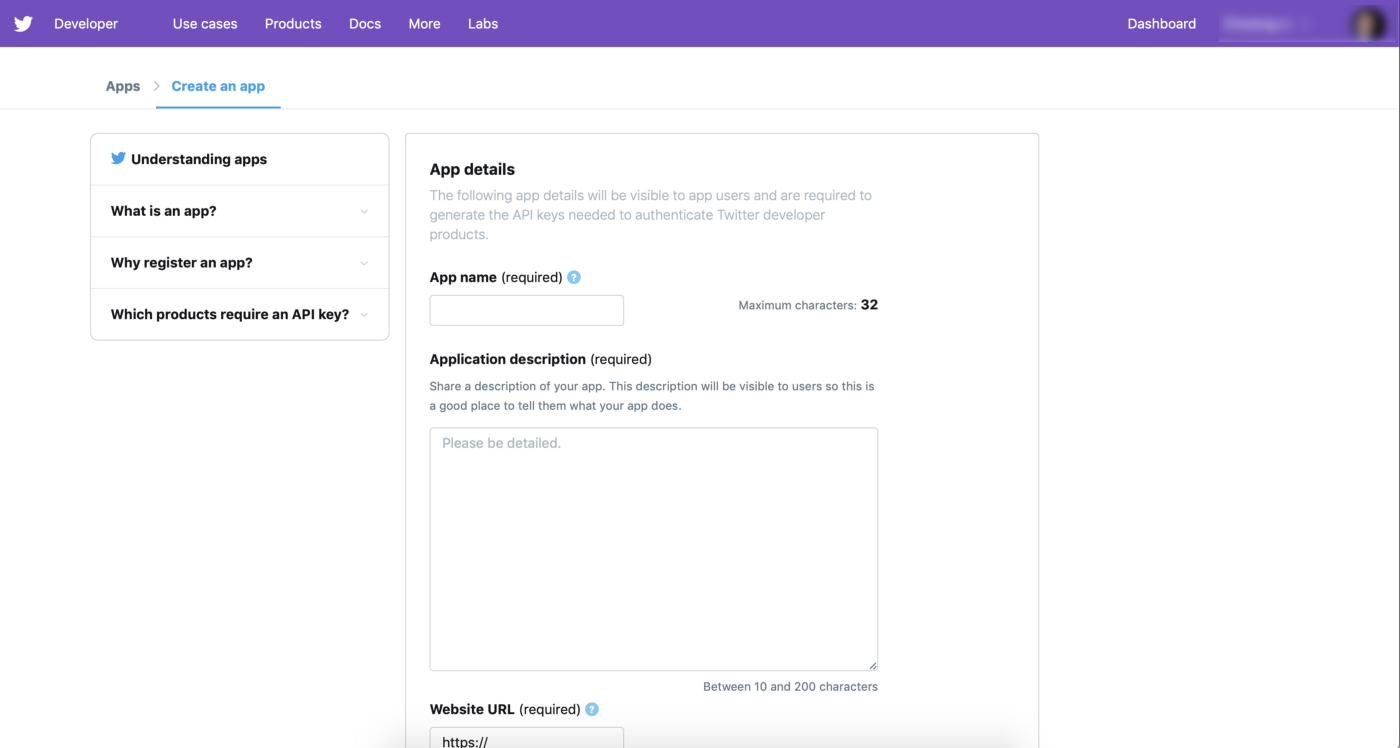 Developer Use cases Products Docs More Labs Dashboard
Apps Create an app
Understanding apps
What is an app?
Why register an app?
Which products require an API key?
App details
The following app details will be visible to app users and are required to
generate the API keys needed to authenticate Twitter developer
products.
App name (required) ?
Maximum characters: 32
Application description (required)
Share a description of your app. This description will be visible to users so this is
a good place to tell them what your app does.
Please be detailed.
Between 10 and 200 characters
Website URL (required) ?
https://